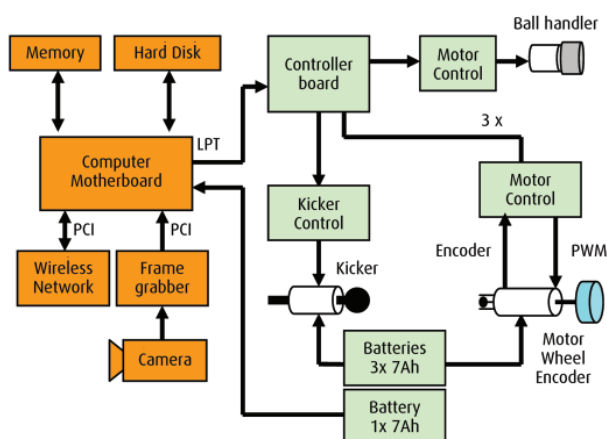 Ball handler
Memory
Hard Disk
Controller
board
Motor
Control
LPT
3 x
Computer
Motherboard
Kicker
Control
Motor
Control
PCI
PCI
Encoder
PWM
Wireless
Network
Frame
grabber
Kicker
Camera
Batteries
3x 7Ah
Motor
Wheel
Encoder
Battery
1x 7Ah